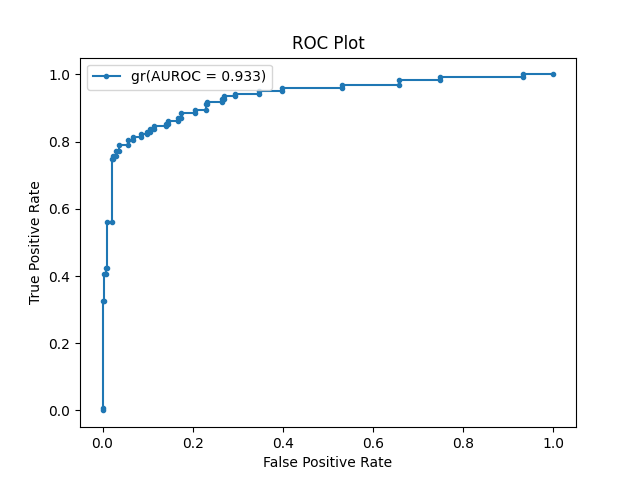 ROC Plot
gr(AUROC = 0.933)
True Positive Rate
1.0
0.8
0.6
0.4
0.2
0.0
0.0 0.2 0.4 0.6 0.8 1.0
False Positive Rate